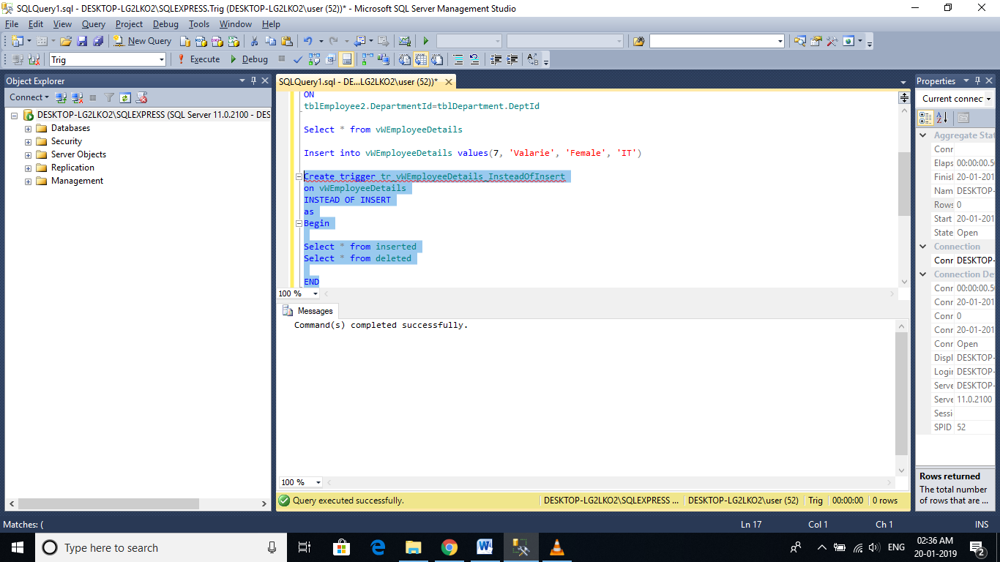 SQLQuery1.sql - DESKTOP-LG2LKO2\SQLEXPRESS.Trig (DESKTOP-LG2LKO2\user (52))* - Microsoft SQL Server Management Studio
File Edit View Query Project Debug Tools Window Help
New Query
Trig Execute Debug
Object Explorer
Connect
DESKTOP-LG2LKO2\SQLEXPRESS (SQL Server 11.0.2100 - DES
Databases
Security
Server Objects
Replication
Management
SQLQuery1.sql - DE...LG2LKO2\user (52))*
ON
tblEmployee2.DepartmentId=tblDepartment.DeptId
Select * from vWEmployeeDetails
Insert into vWEmployeeDetails values(7, 'Valarie', 'Female', 'IT')
Create trigger tr_vWEmployeeDetails_InsteadOfInsert
on vWEmployeeDetails
INSTEAD OF INSERT
as
Begin
Select * from inserted
Select * from deleted
END
100 %
Messages
Command(s) completed successfully.
100 %
Query executed successfully. DESKTOP-LG2LKO2\SQLEXPRESS ... DESKTOP-LG2LKO2\user (52) Trig 00:00:00 0 rows
Properties
Current connec
Aggregate Stat
Conr
Elaps 00:00:00.50
Finisl 20-01-201
Nam DESKTOP-
Rows 0
Start 20-01-201
State Open
Connection
Conr DESKTOP-
Connection De
Conr 00:00:00.50
Conr 20-01-201
Conr 0
Conr 20-01-201
Conr Open
Displ DESKTOP-
Logir DESKTOP-
Serve DESKTOP-
Serve 11.0.2100
Sessi
SPID 52
Rows returned
The total number
of rows that are ...
Matches: ( Ln 17 Col 1 Ch 1 INS
Type here to search
ENG 02:36 AM
20-01-2019
2